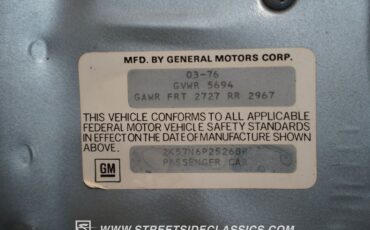 MFD. BY GENERAL MOTORS CORP.
03-76
GVWR 5694
GAWR FRT 2727 RR 2967
THIS VEHICLE CONFORMS TO ALL APPLICABLE
FEDERAL MOTOR VEHICLE SAFETY STANDARDS
IN EFFECT ON THE DATE OF MANUFACTURE SHOWN
ABOVE.
PASSENGER CAR
GM
WWW.STREETSIDECLASSICS.COM